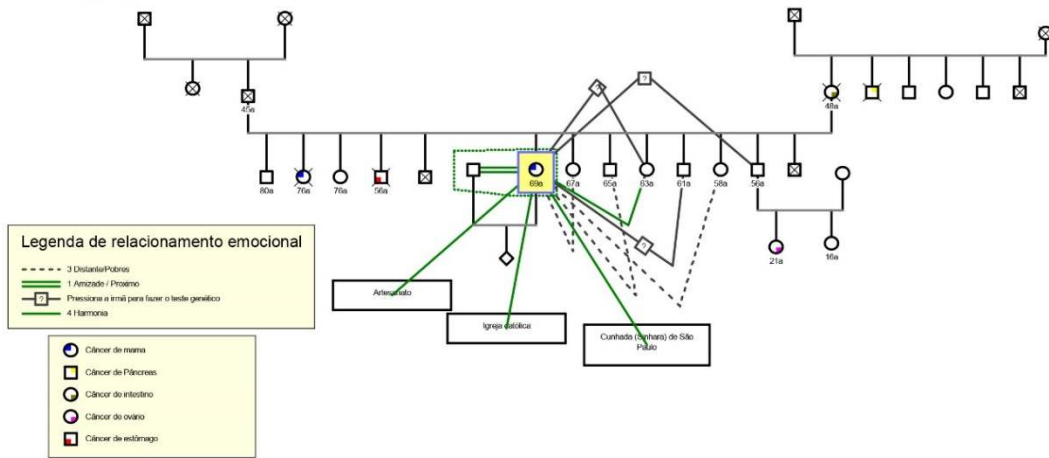 45a
48a
?
?
80a
76a
76a
56a
69a
67a
65a
63a
61a
58a
56a
?
21a
16a
Legenda de relacionamento emocional
3 Distante/Pobres
1 Amizade / Proximo
? Pressiona a irmã para fazer o teste genético
4 Harmonia
Artesanato
Igreja católica
Cunhada (Sinhara) de São
Paulo
Câncer de mama
Câncer de Pâncreas
Câncer de intestino
Câncer de ovário
Câncer de estômago